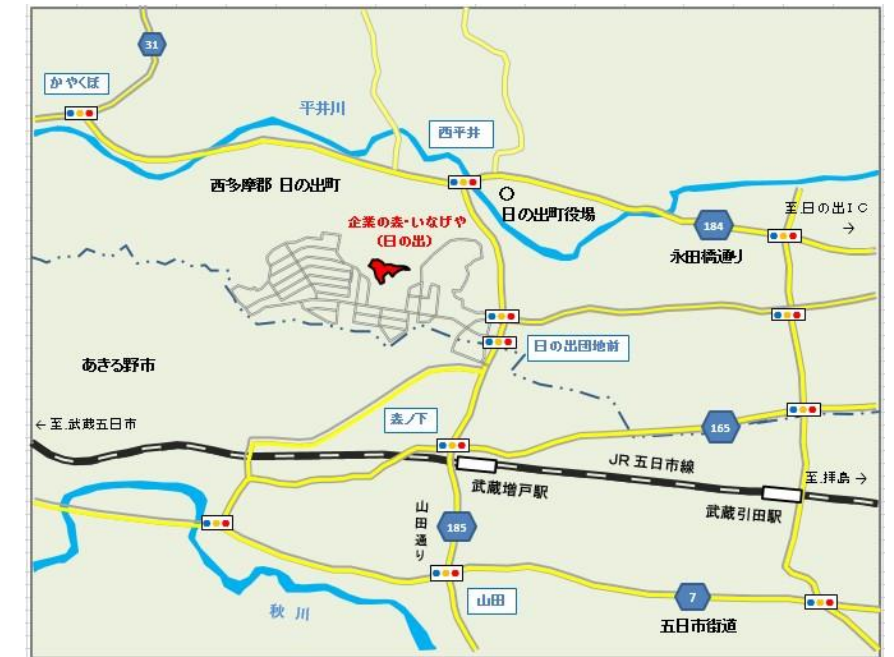 31
かやくぼ
平井川
西平井
西多摩郡 日の出町
日の出町役場
至.日の出IC
→
184
永田橋通り
企業の森・いなげや
(日の出)
日の出団地前
あきる野市
←至.武蔵五日市
森ノ下
165
JR五日市線
至.拝島→
武蔵増戸駅
武蔵引田駅
山田通り
185
山田
7
五日市街道
秋 川